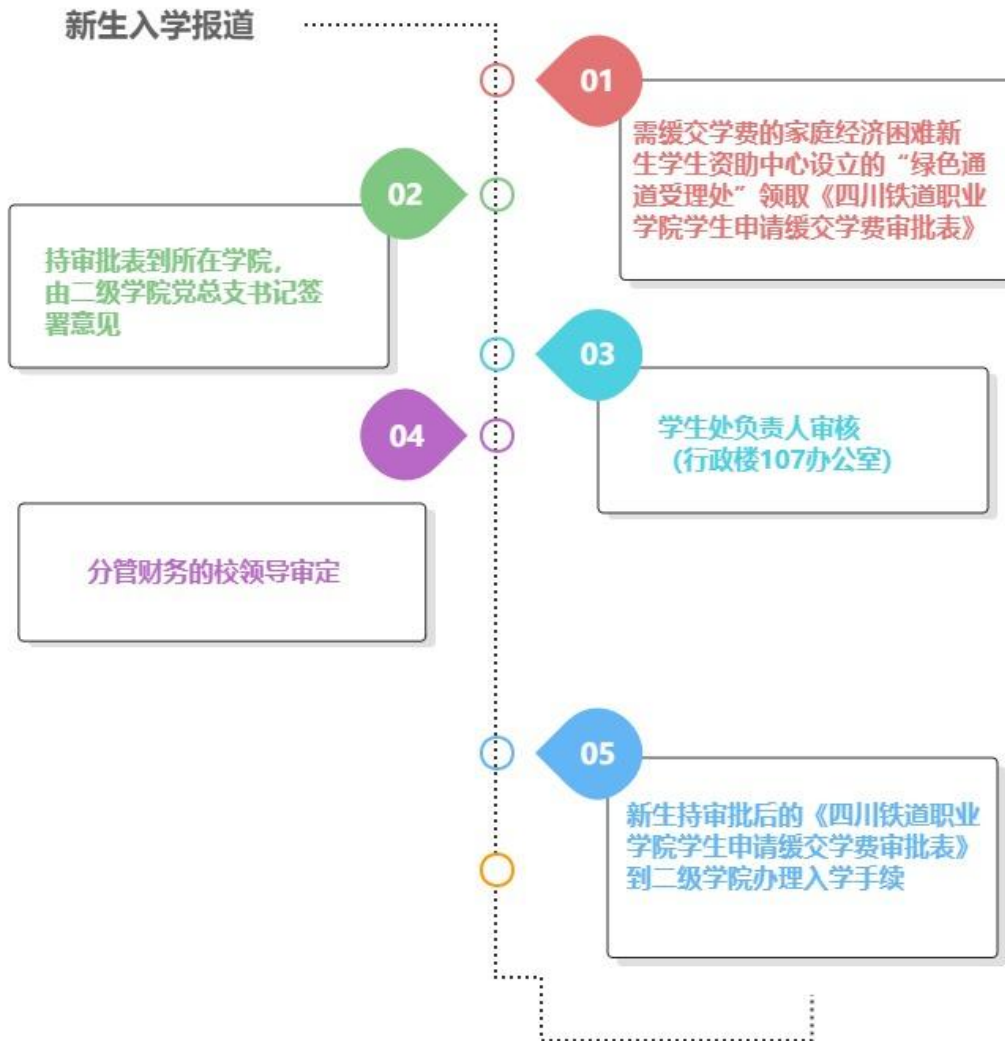 新生入学报道
01
需缓交学费的家庭经济困难新
生学生资助中心设立的“绿色通
道受理处”领取《四川铁道职业
学院学生申请缓交学费审批表》
02
持审批表到所在学院，
由二级学院党总支书记签
署意见
03
学生处负责人审核
(行政楼107办公室)
04
分管财务的校领导审定
05
新生持审批后的《四川铁道职业
学院学生申请缓交学费审批表》
到二级学院办理入学手续